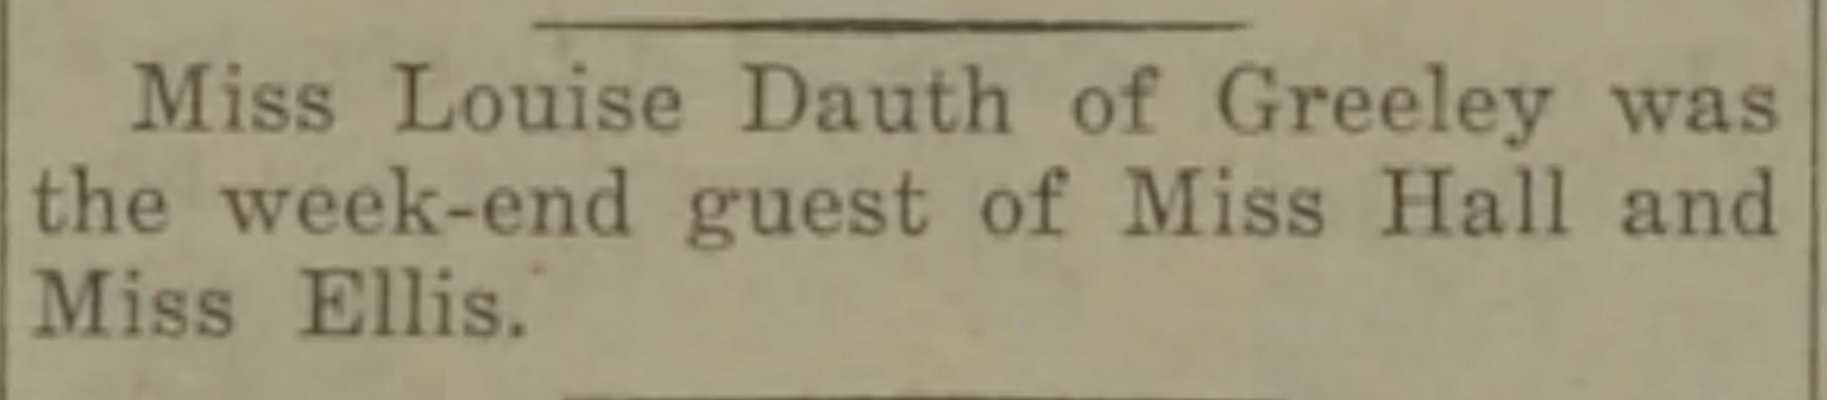 Miss Louise Dauth of Greeley was
the week-end guest of Miss Hall and
Miss Ellis.